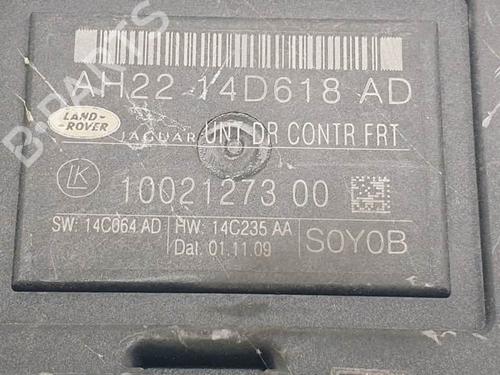 AH22 14D618 AD
LAND-
ROVER
JAGUAR UNT DR CONTR FRT
LK 10021273 00
SW: 14C064 AD HW: 14C235 AA
Dat. 01.11.09
S0Y0B
B-PARTS